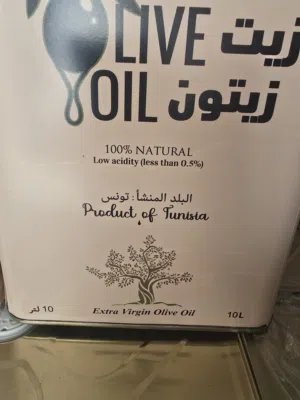 OLIVE زيت
OIL زيتون
100% NATURAL
Low acidity (less than 0.5%)
البلد المنشأ: تونس
Product of Tunisia
10 لتر
Extra Virgin Olive Oil
10L